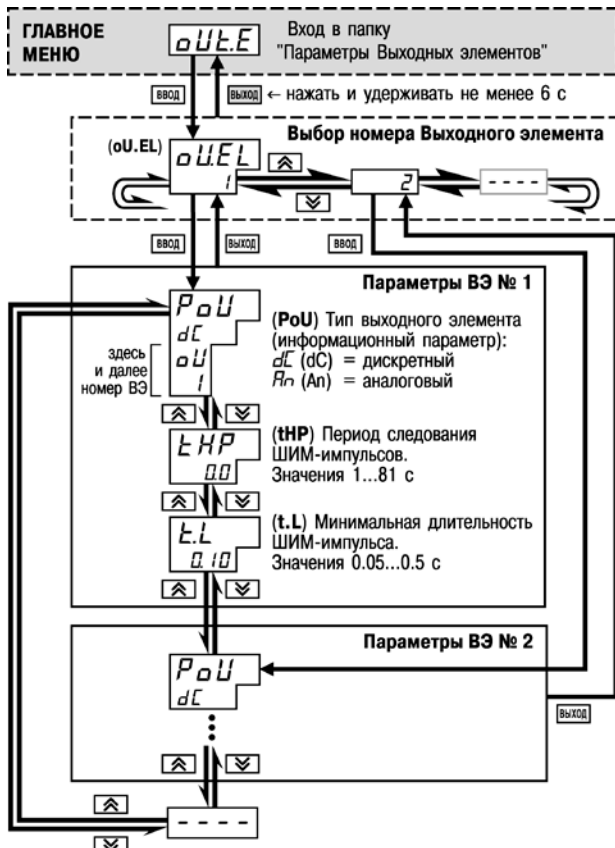 ГЛАВНОЕ
МЕНЮ
oUt.E
Вход в папку
"Параметры Выходных элементов"
ВВОД
ВЫХОД ← нажать и удерживать не менее 6 с
Выбор номера Выходного элемента
(oU.EL)
oU.EL
1
2
- - - -
ВВОД
ВЫХОД
ВВОД
Параметры ВЭ № 1
PoU
dC
oU
1
здесь
и далее
номер ВЭ
(PoU) Тип выходного элемента
(информационный параметр):
dC (dC) = дискретный
An (An) = аналоговый
tHP
0.0
(tHP) Период следования
ШИМ-импульсов.
Значения 1...81 с
t.L
0.10
(t.L) Минимальная длительность
ШИМ-импульса.
Значения 0.05...0.5 с
Параметры ВЭ № 2
PoU
dC
ВЫХОД
- - - -